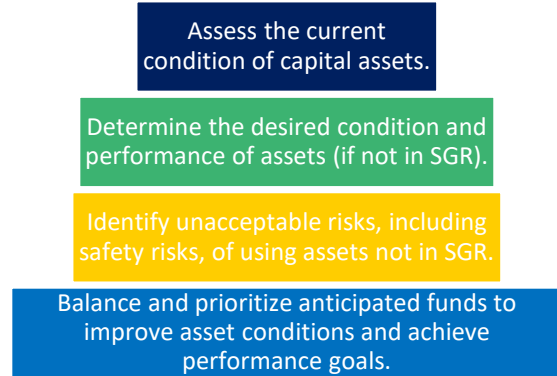 Assess the current
condition of capital assets.
Determine the desired condition and
performance of assets (if not in SGR).
Identify unacceptable risks, including
safety risks, of using assets not in SGR.
Balance and prioritize anticipated funds to
improve asset conditions and achieve
performance goals.